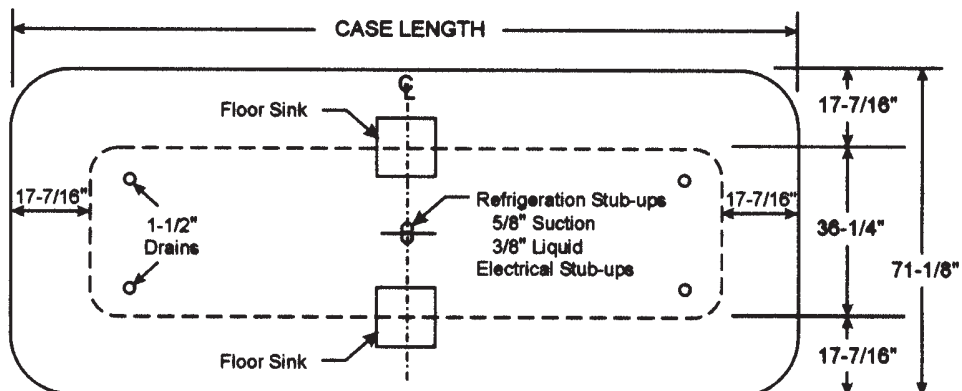 CASE LENGTH
℄
17-7/16"
Floor Sink
17-7/16"
1-1/2"
Drains
Refrigeration Stub-ups
5/8" Suction
3/8" Liquid
Electrical Stub-ups
17-7/16"
36-1/4"
71-1/8"
Floor Sink
17-7/16"